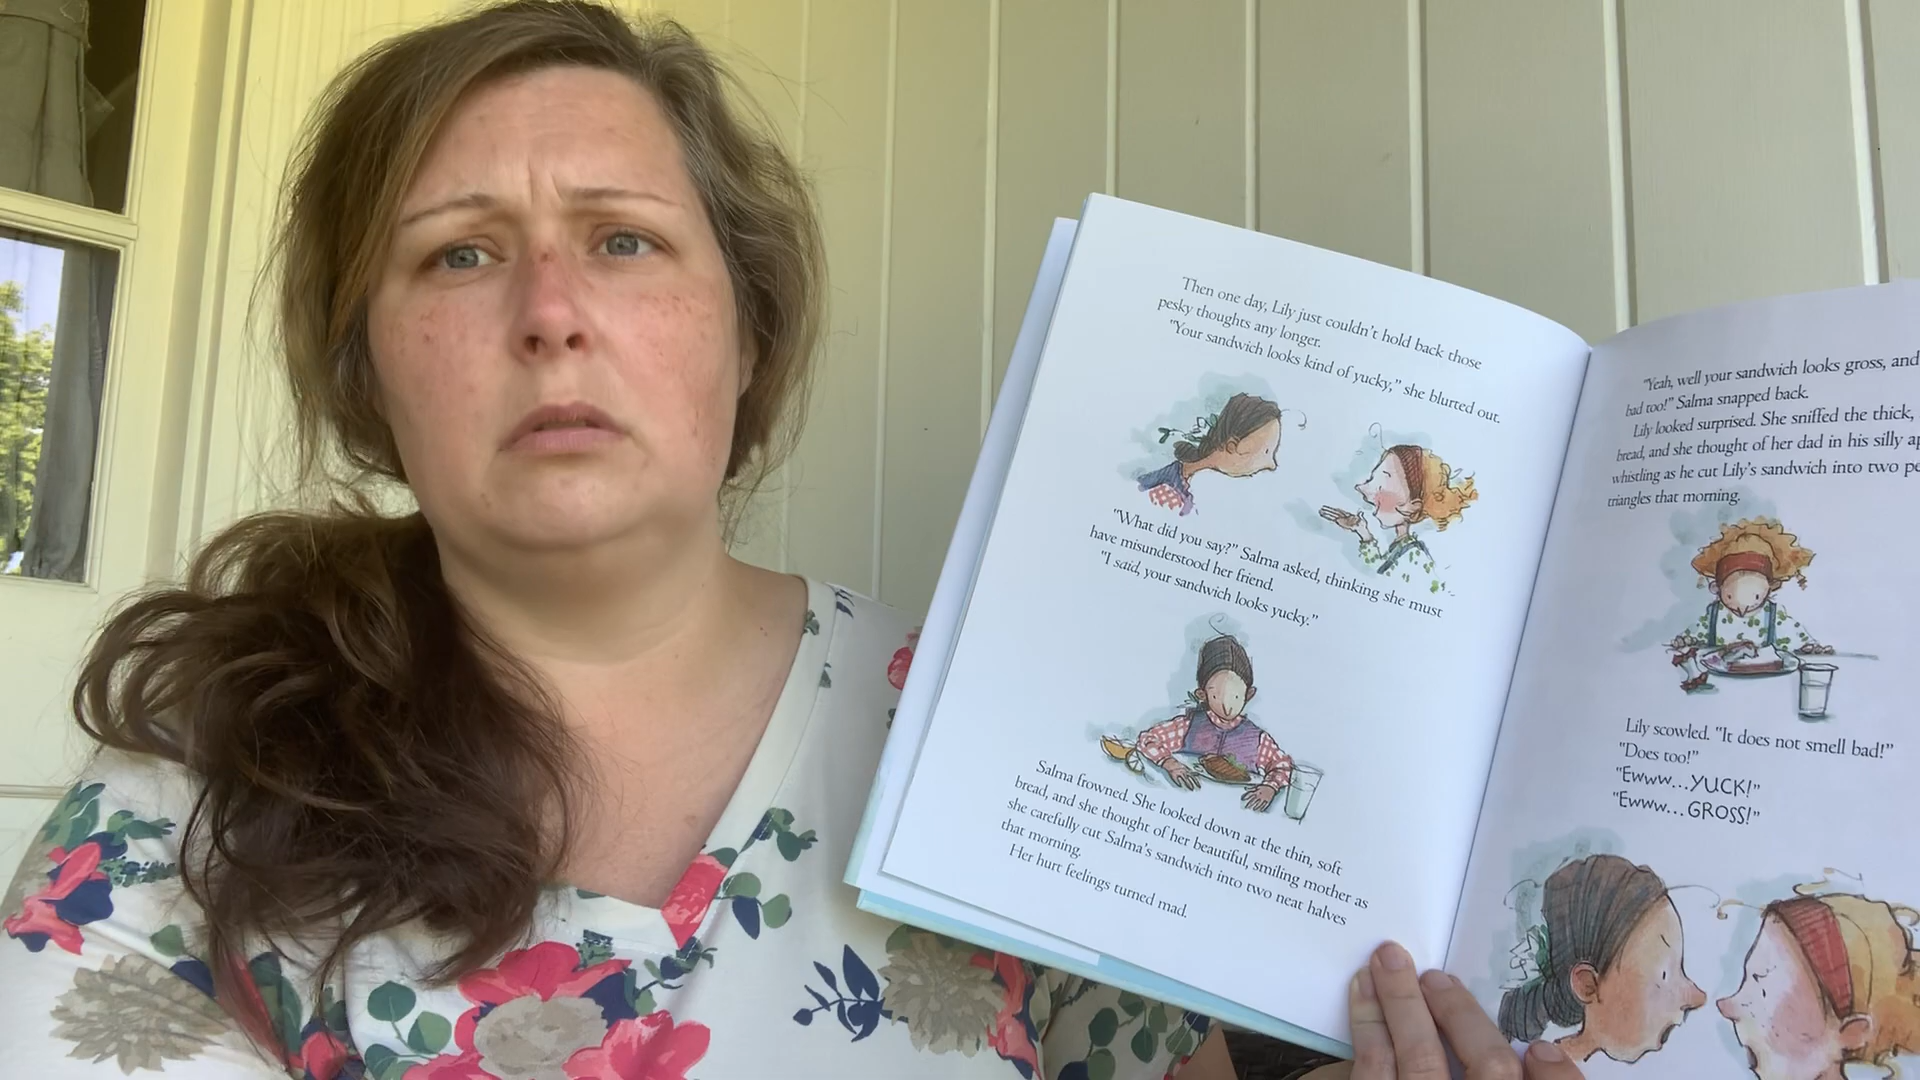 Then one day, Lily just couldn't hold back those
pesky thoughts any longer.
"Your sandwich looks kind of yucky," she blurted out.
"What did you say?" Salma asked, thinking she must
have misunderstood her friend.
"I said, your sandwich looks yucky."
Salma frowned. She looked down at the thin, soft
bread, and she thought of her beautiful, smiling mother as
she carefully cut Salma's sandwich into two neat halves
that morning.
Her hurt feelings turned mad.
"Yeah, well your sandwich looks gross, and
bad too!" Salma snapped back.
Lily looked surprised. She sniffed the thick,
bread, and she thought of her dad in his silly
whistling as he cut Lily's sandwich into two
triangles that morning.
Lily scowled. "It does not smell bad!"
"Does too!"
"Ewww...YUCK!"
"Ewww...GROSS!"